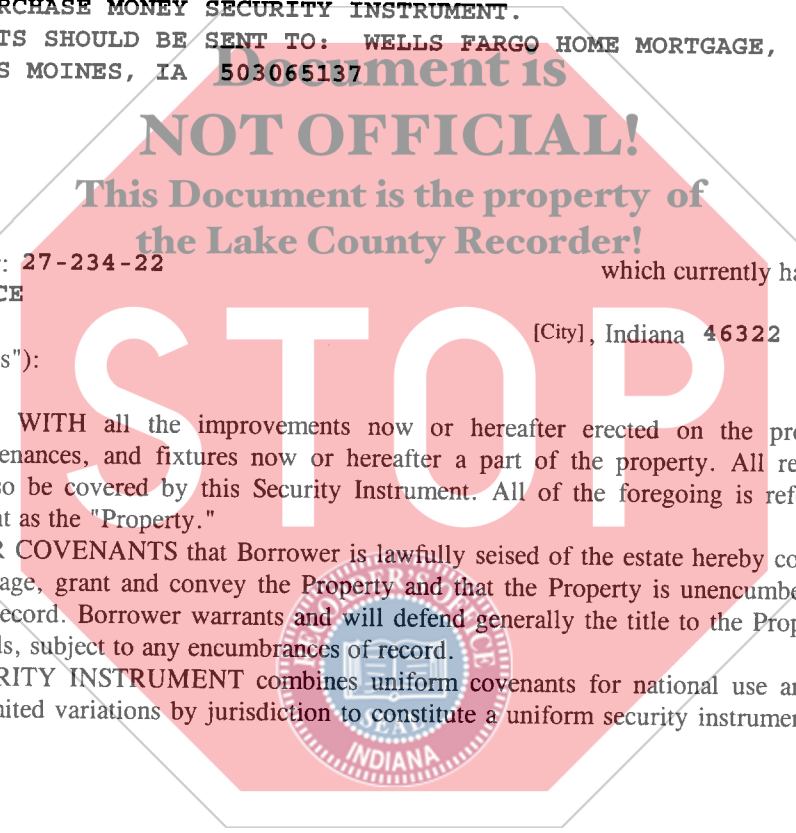 RCHASE MONEY SECURITY INSTRUMENT.
TS SHOULD BE SENT TO: WELLS FARGO HOME MORTGAGE,
S MOINES, IA 503065137
Document is
NOT OFFICIAL!
This Document is the property of
the Lake County Recorder!
: 27-234-22
which currently ha
CE
[City], Indiana 46322
s"):
STOP
WITH all the improvements now or hereafter erected on the pro
enances, and fixtures now or hereafter a part of the property. All re
so be covered by this Security Instrument. All of the foregoing is ref
nt as the "Property."
R COVENANTS that Borrower is lawfully seised of the estate hereby co
age, grant and convey the Property and that the Property is unencumbe
ecord. Borrower warrants and will defend generally the title to the Prop
ds, subject to any encumbrances of record.
RITY INSTRUMENT combines uniform covenants for national use an
mited variations by jurisdiction to constitute a uniform security instrumen
RECORDER'S OFFICE
SEAL
INDIANA